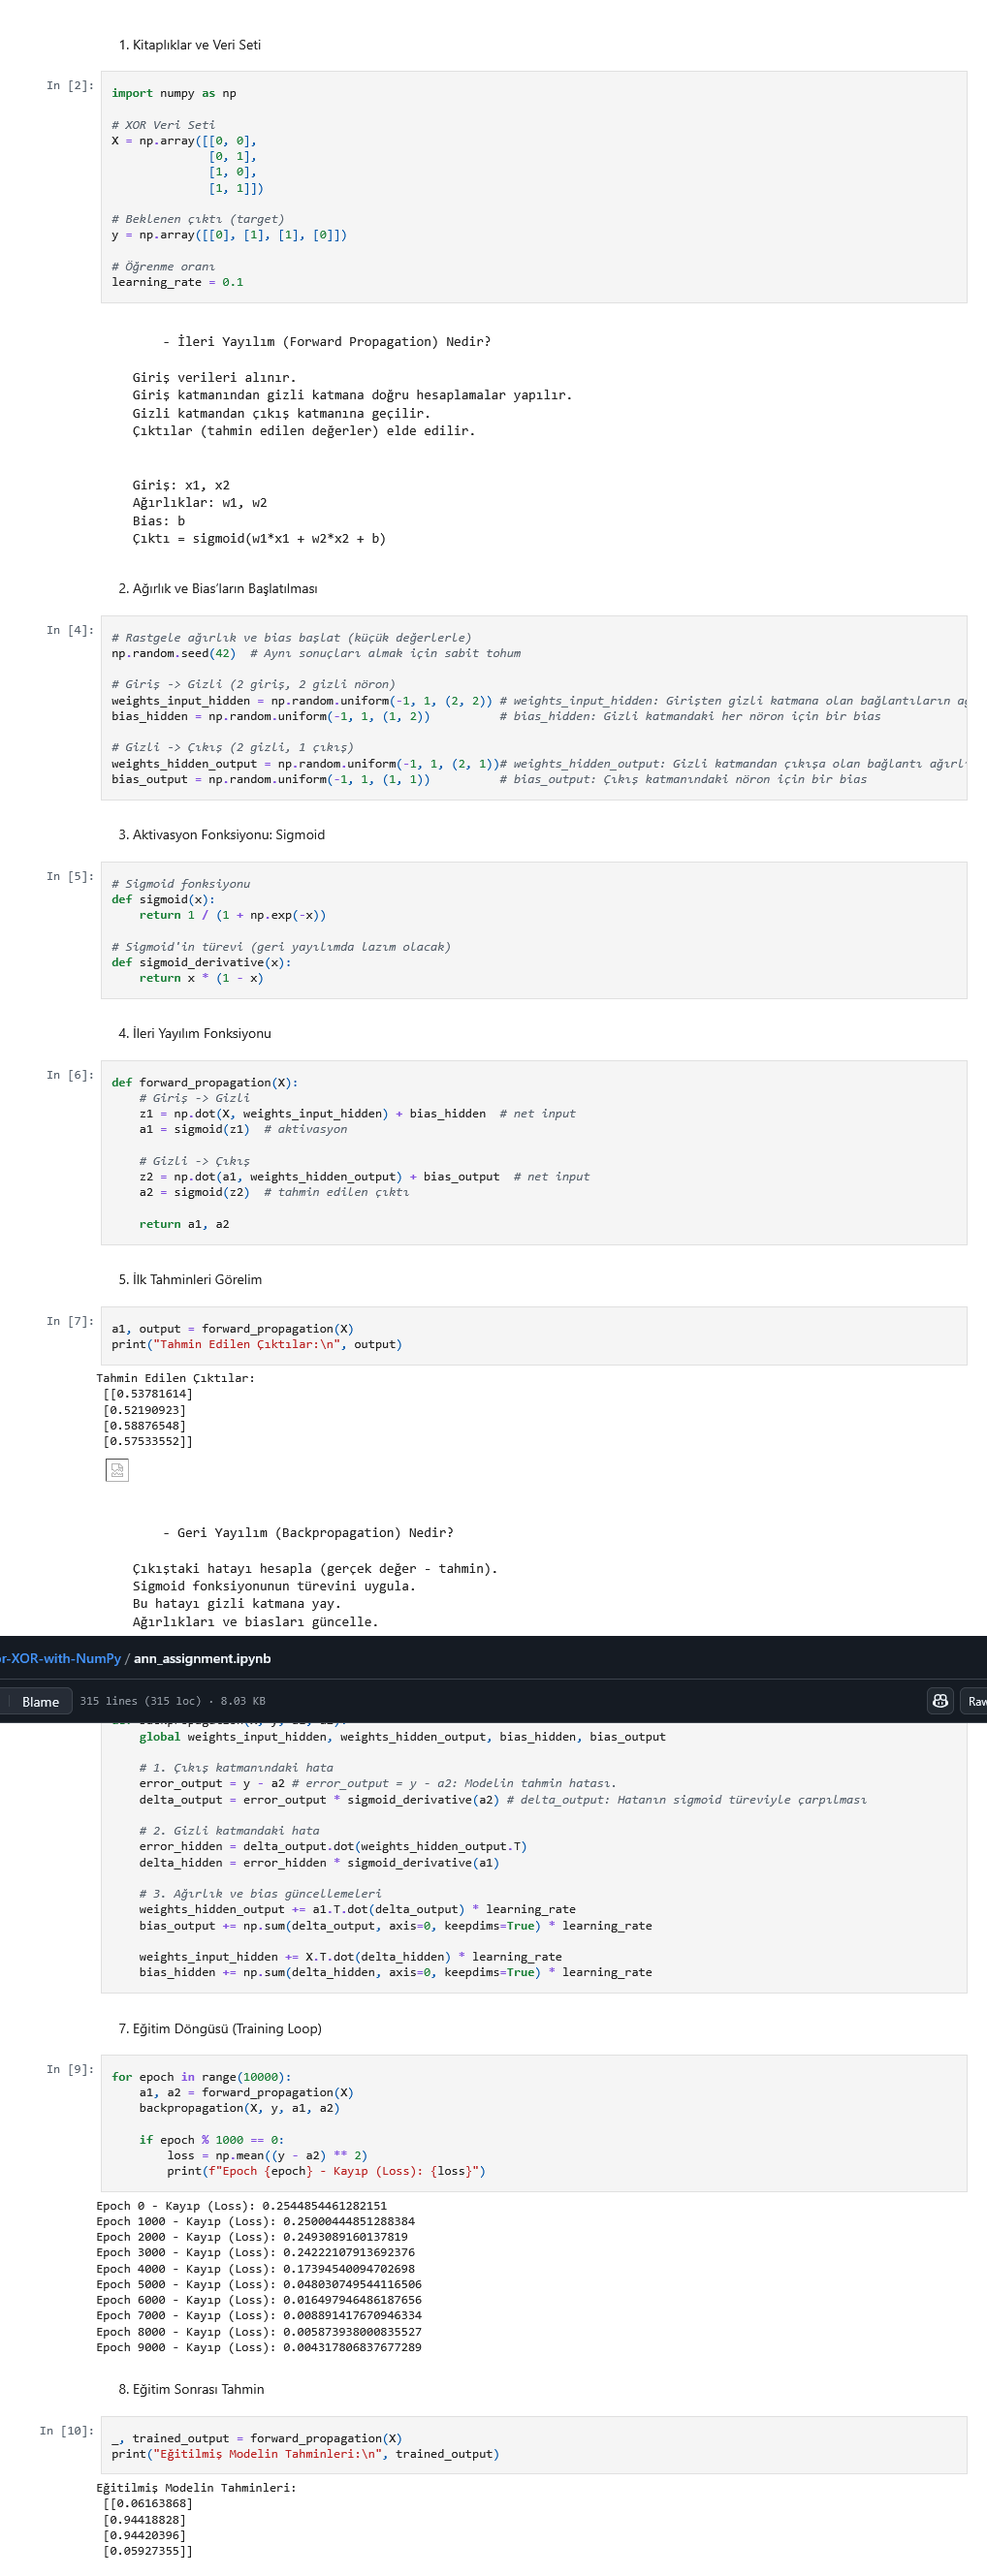 1. Kitaplıklar ve Veri Seti
In [2]:
import numpy as np
# XOR Veri Seti
X = np.array([[0, 0],
[0, 1],
[1, 0],
[1, 1]])
# Beklenen çıktı (target)
y = np.array([[0], [1], [1], [0]])
# Öğrenme oranı
learning_rate = 0.1
- İleri Yayılım (Forward Propagation) Nedir?
Giriş verileri alınır.
Giriş katmanından gizli katmana doğru hesaplamalar yapılır.
Gizli katmandan çıkış katmanına geçilir.
Çıktılar (tahmin edilen değerler) elde edilir.
Giriş: x1, x2
Ağırlıklar: w1, w2
Bias: b
Çıktı = sigmoid(w1*x1 + w2*x2 + b)
2. Ağırlık ve Bias’ların Başlatılması
In [4]:
# Rastgele ağırlık ve bias başlat (küçük değerlerle)
np.random.seed(42)  # Aynı sonuçları almak için sabit tohum
# Giriş -> Gizli (2 giriş, 2 gizli nöron)
weights_input_hidden = np.random.uniform(-1, 1, (2, 2)) # weights_input_hidden: Girişten gizli katmana olan bağlantıların
bias_hidden = np.random.uniform(-1, 1, (1, 2))          # bias_hidden: Gizli katmandaki her nöron için bir bias
# Gizli -> Çıkış (2 gizli, 1 çıkış)
weights_hidden_output = np.random.uniform(-1, 1, (2, 1))# weights_hidden_output: Gizli katmandan çıkışa olan bağlantı
bias_output = np.random.uniform(-1, 1, (1, 1))          # bias_output: Çıkış katmanındaki nöron için bir bias
3. Aktivasyon Fonksiyonu: Sigmoid
In [5]:
# Sigmoid fonksiyonu
def sigmoid(x):
return 1 / (1 + np.exp(-x))
# Sigmoid'in türevi (geri yayılımda lazım olacak)
def sigmoid_derivative(x):
return x * (1 - x)
4. İleri Yayılım Fonksiyonu
In [6]:
def forward_propagation(X):
# Giriş -> Gizli
z1 = np.dot(X, weights_input_hidden) + bias_hidden  # net input
a1 = sigmoid(z1)  # aktivasyon
# Gizli -> Çıkış
z2 = np.dot(a1, weights_hidden_output) + bias_output  # net input
a2 = sigmoid(z2)  # tahmin edilen çıktı
return a1, a2
5. İlk Tahminleri Görelim
In [7]:
a1, output = forward_propagation(X)
print("Tahmin Edilen Çıktılar:\n", output)
Tahmin Edilen Çıktılar:
[[0.53781614]
[0.52190923]
[0.58876548]
[0.57533552]]
- Geri Yayılım (Backpropagation) Nedir?
Çıkıştaki hatayı hesapla (gerçek değer - tahmin).
Sigmoid fonksiyonunun türevini uygula.
Bu hatayı gizli katmana yay.
Ağırlıkları ve biasları güncelle.
r-XOR-with-NumPy / ann_assignment.ipynb
Blame 315 lines (315 loc) · 8.03 KB Raw
global weights_input_hidden, weights_hidden_output, bias_hidden, bias_output
# 1. Çıkış katmanındaki hata
error_output = y - a2 # error_output = y - a2: Modelin tahmin hatası.
delta_output = error_output * sigmoid_derivative(a2) # delta_output: Hatanın sigmoid türeviyle çarpılması
# 2. Gizli katmandaki hata
error_hidden = delta_output.dot(weights_hidden_output.T)
delta_hidden = error_hidden * sigmoid_derivative(a1)
# 3. Ağırlık ve bias güncellemeleri
weights_hidden_output += a1.T.dot(delta_output) * learning_rate
bias_output += np.sum(delta_output, axis=0, keepdims=True) * learning_rate
weights_input_hidden += X.T.dot(delta_hidden) * learning_rate
bias_hidden += np.sum(delta_hidden, axis=0, keepdims=True) * learning_rate
7. Eğitim Döngüsü (Training Loop)
In [9]:
for epoch in range(10000):
a1, a2 = forward_propagation(X)
backpropagation(X, y, a1, a2)
if epoch % 1000 == 0:
loss = np.mean((y - a2) ** 2)
print(f"Epoch {epoch} - Kayıp (Loss): {loss}")
Epoch 0 - Kayıp (Loss): 0.2544854461282151
Epoch 1000 - Kayıp (Loss): 0.25000444851288384
Epoch 2000 - Kayıp (Loss): 0.2493089160137819
Epoch 3000 - Kayıp (Loss): 0.24222107913692376
Epoch 4000 - Kayıp (Loss): 0.17394540094702698
Epoch 5000 - Kayıp (Loss): 0.048030749544116506
Epoch 6000 - Kayıp (Loss): 0.016497946486187656
Epoch 7000 - Kayıp (Loss): 0.008891417670946334
Epoch 8000 - Kayıp (Loss): 0.005873938000835527
Epoch 9000 - Kayıp (Loss): 0.004317806837677289
8. Eğitim Sonrası Tahmin
In [10]:
_, trained_output = forward_propagation(X)
print("Eğitilmiş Modelin Tahminleri:\n", trained_output)
Eğitilmiş Modelin Tahminleri:
[[0.06163868]
[0.94418828]
[0.94420396]
[0.05927355]]